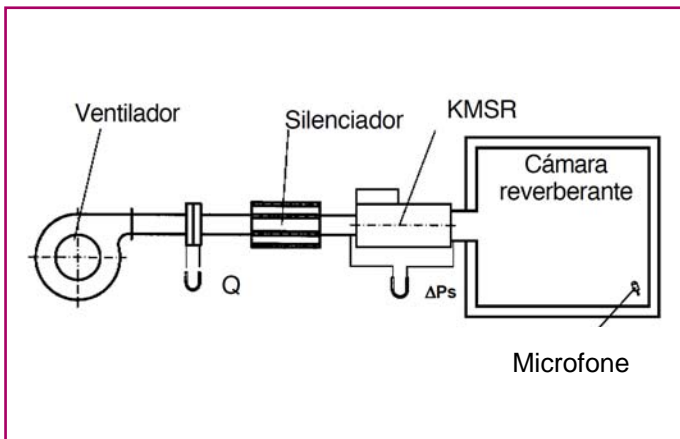 Ventilador
Silenciador
KMSR
Cámara
reverberante
Q
ΔPs
Microfone